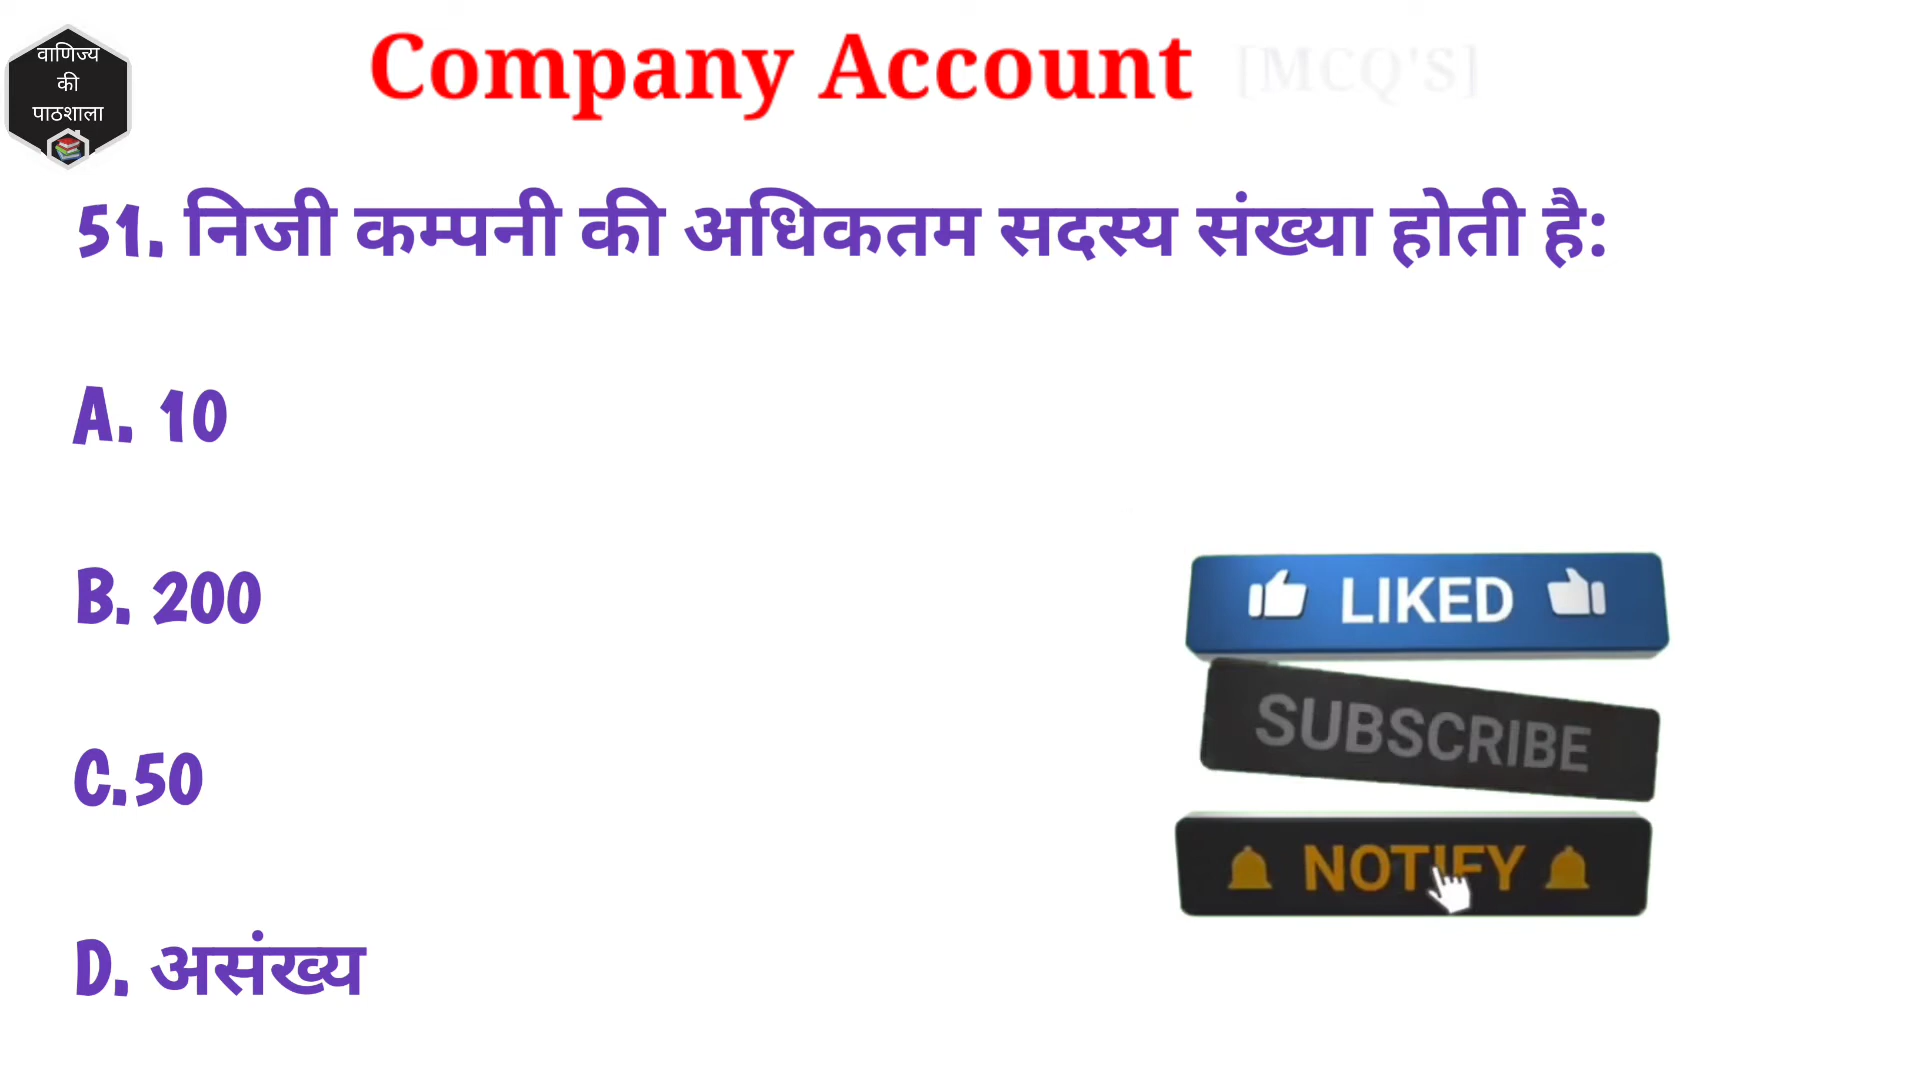 वाणिज्य
की
पाठशाला
Company Account [MCQ'S]
51. निजी कम्पनी की अधिकतम सदस्य संख्या होती है:
A. 10
B. 200
C.50
D. असंख्य
LIKED
SUBSCRIBE
NOTIFY